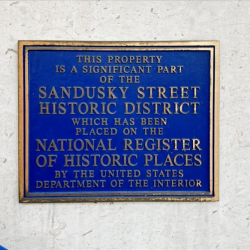 THIS PROPERTY
IS A SIGNIFICANT PART
OF THE
SANDUSKY STREET
HISTORIC DISTRICT
WHICH HAS BEEN
PLACED ON THE
NATIONAL REGISTER
OF HISTORIC PLACES
BY THE UNITED STATES
DEPARTMENT OF THE INTERIOR